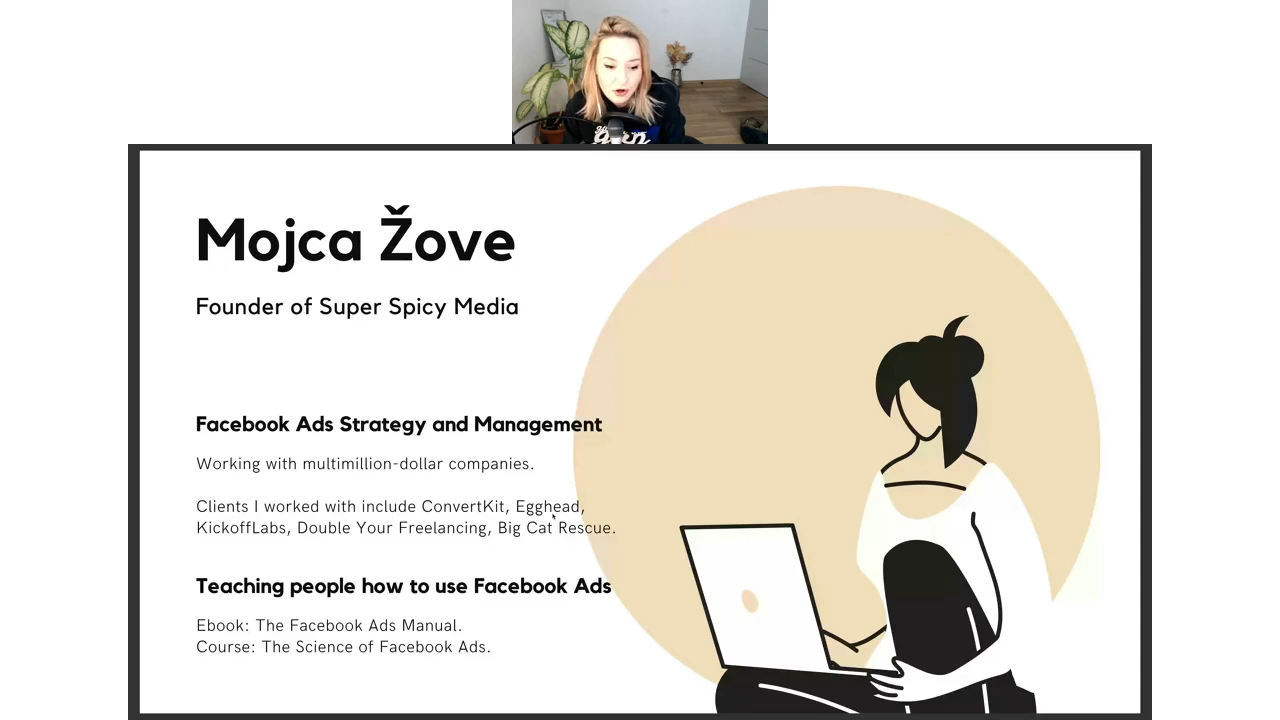 Mojca Žove
Founder of Super Spicy Media
Facebook Ads Strategy and Management
Working with multimillion-dollar companies.
Clients I worked with include ConvertKit, Egghead,
KickoffLabs, Double Your Freelancing, Big Cat Rescue.
Teaching people how to use Facebook Ads
Ebook: The Facebook Ads Manual.
Course: The Science of Facebook Ads.